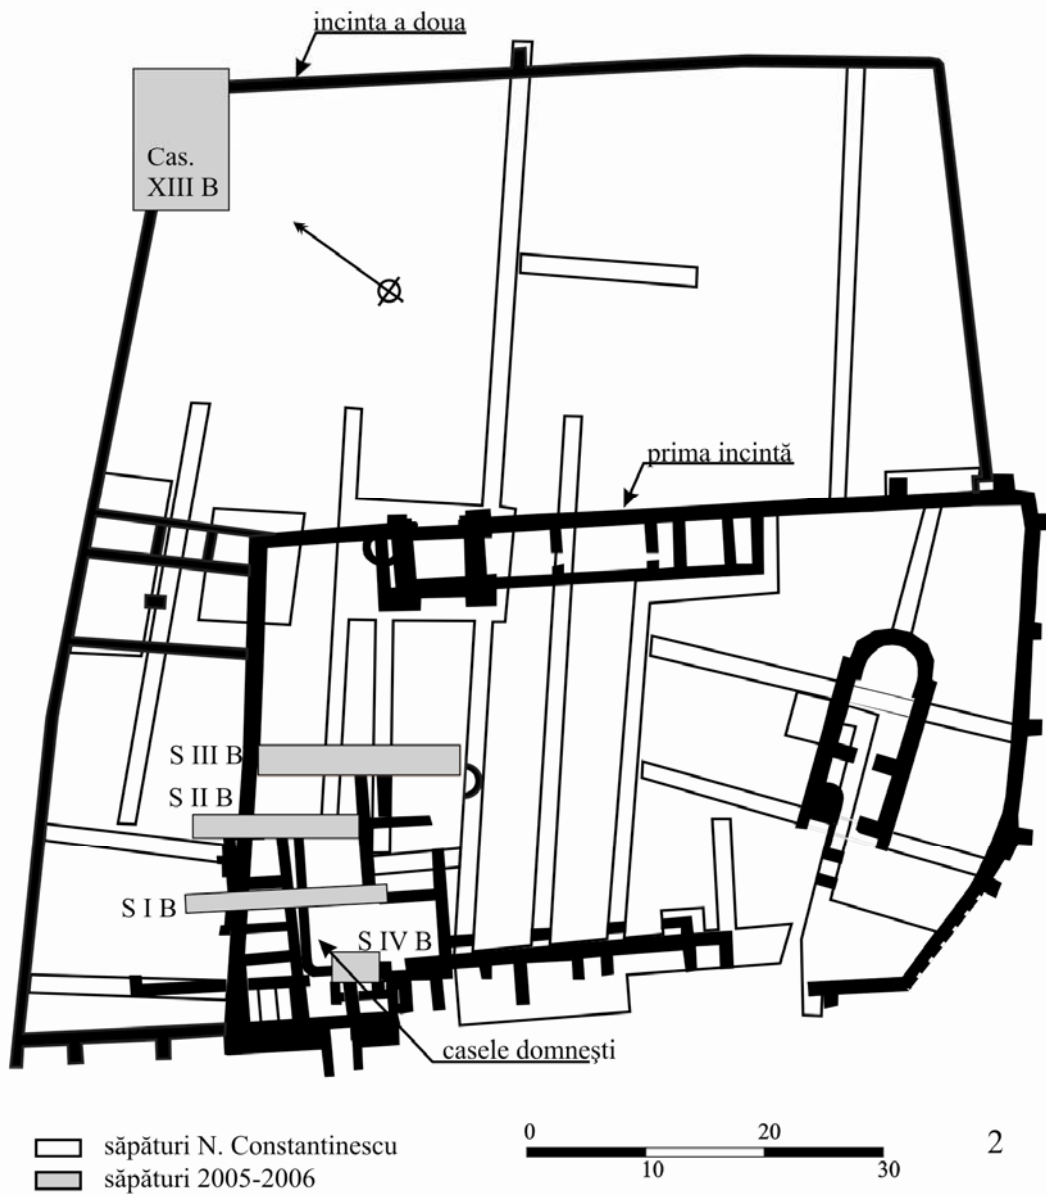 incinta a doua
Cas.
XIII B
prima incintă
S III B
S II B
S I B
S IV B
casele domnești
săpături N. Constantinescu
săpături 2005-2006
0 20
10 30
2